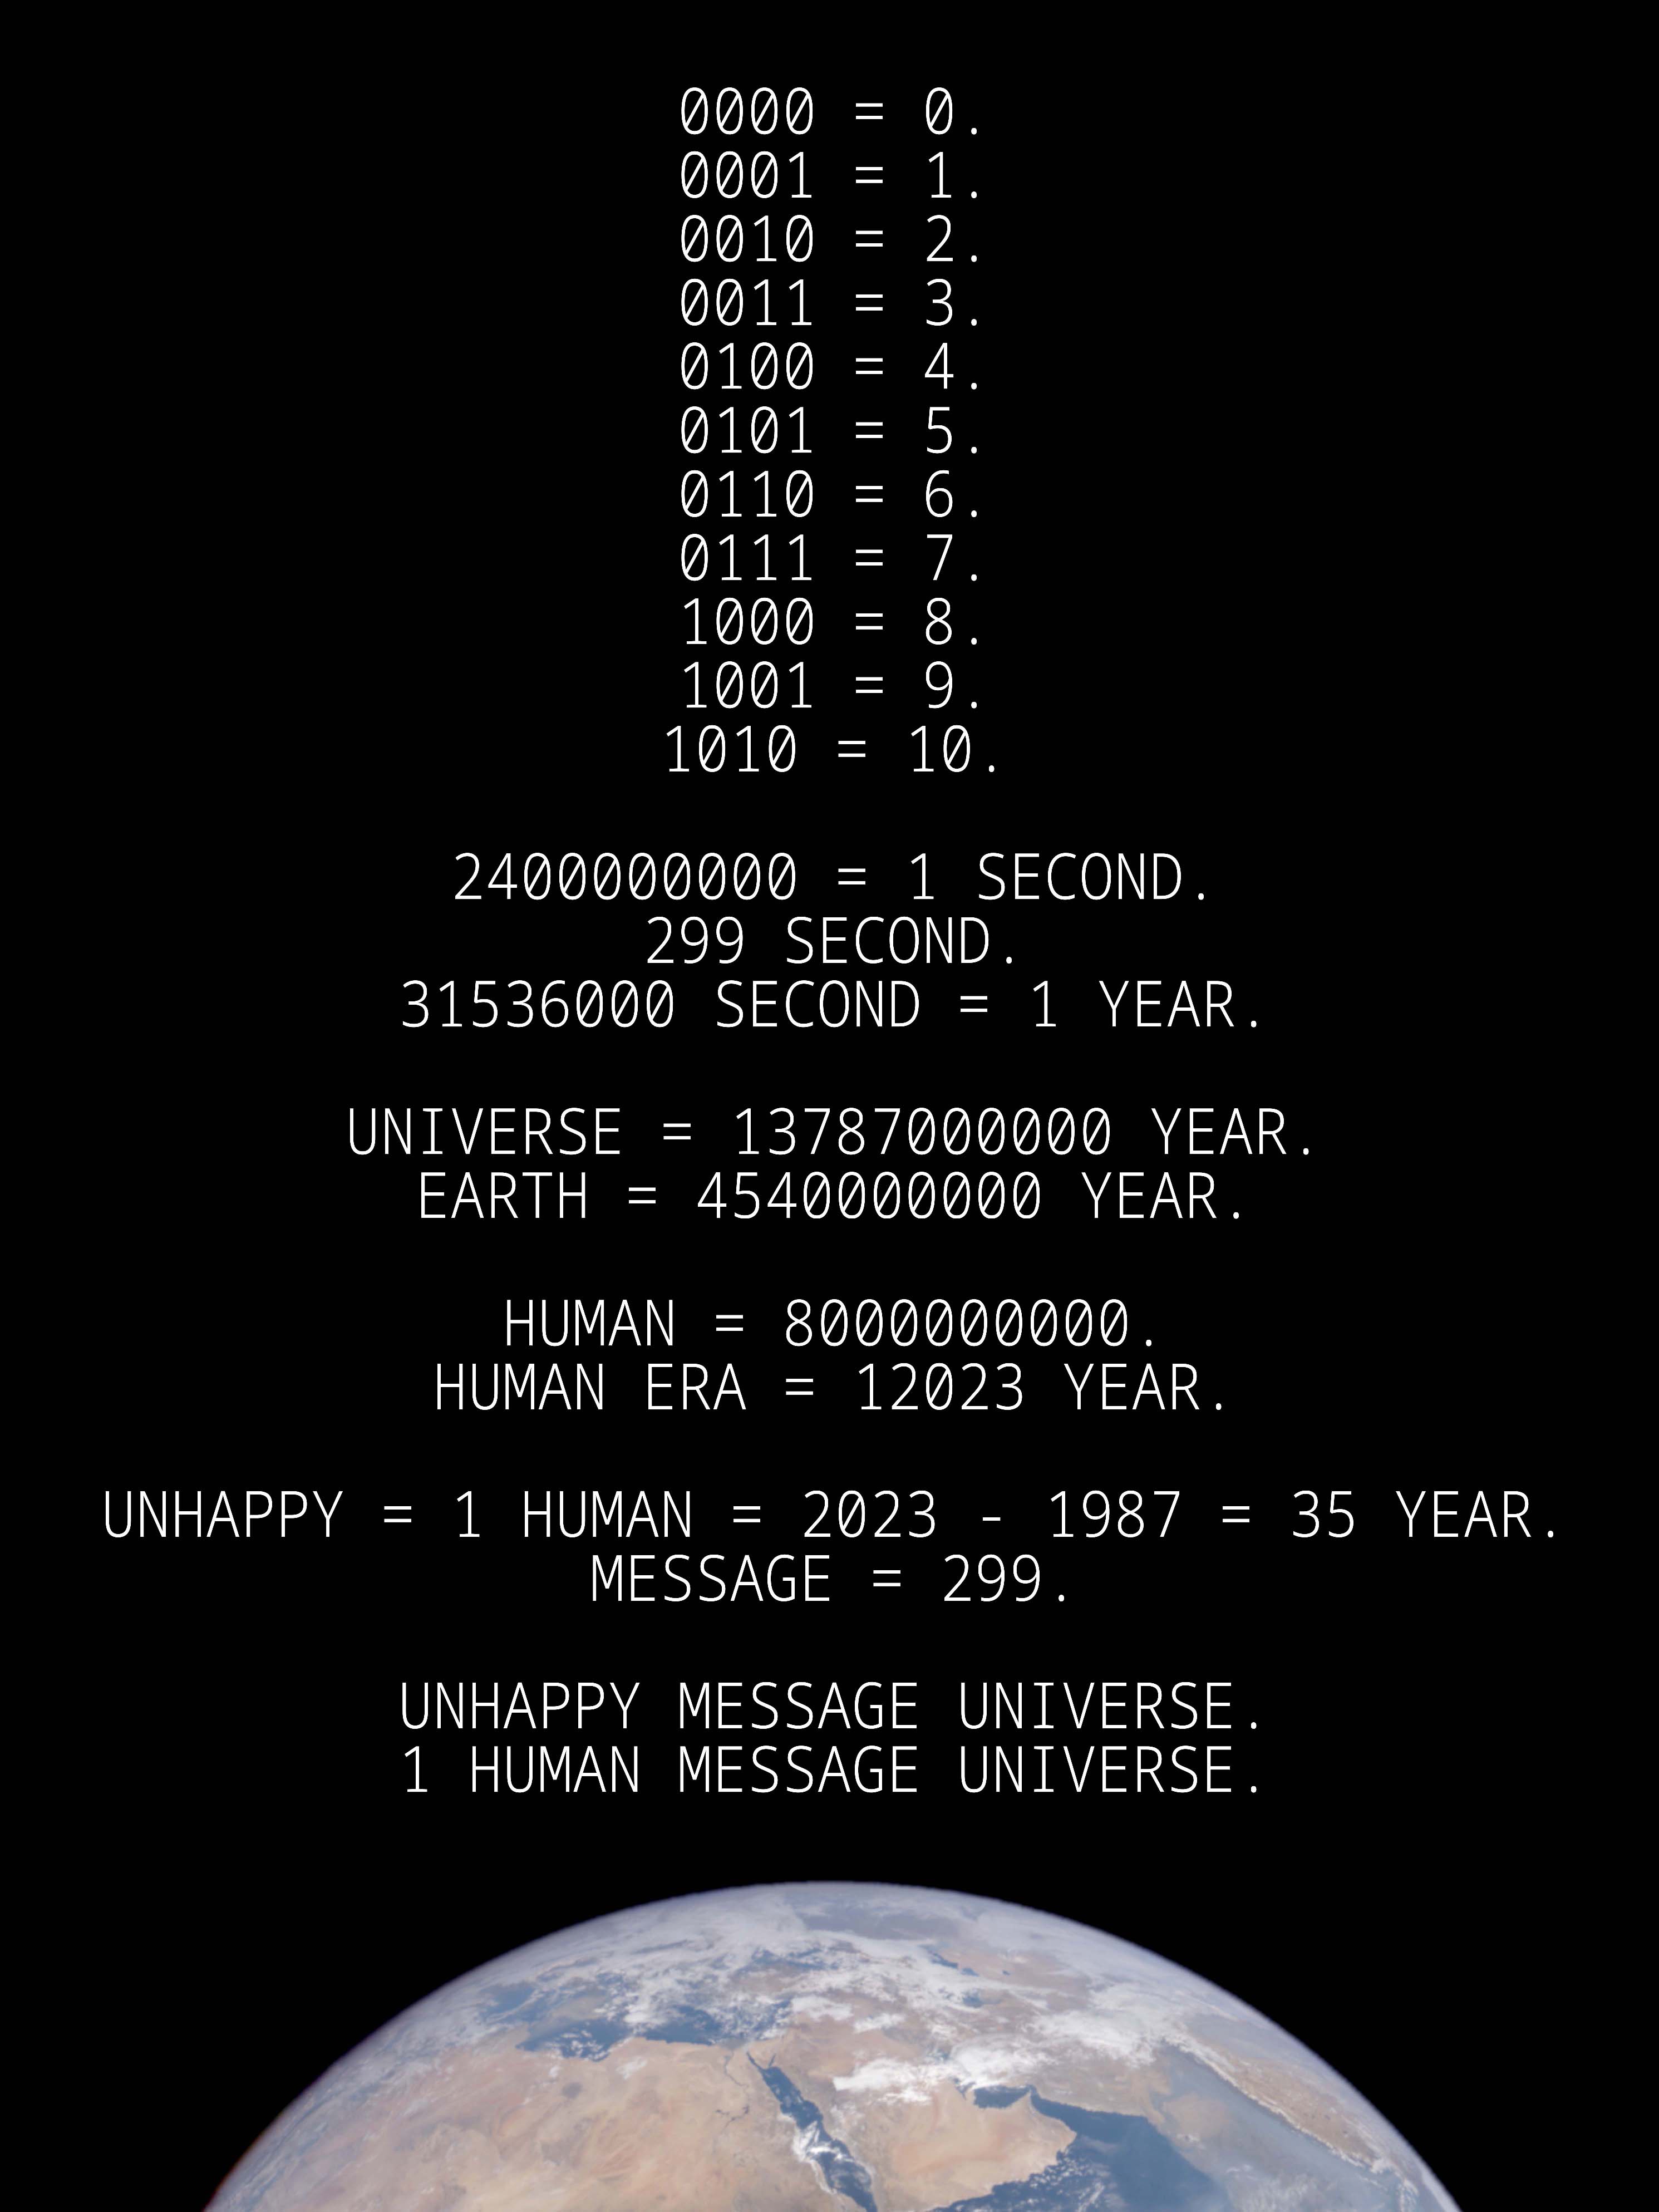 0000 = 0.
0001 = 1.
0010 = 2.
0011 = 3.
0100 = 4.
0101 = 5.
0110 = 6.
0111 = 7.
1000 = 8.
1001 = 9.
1010 = 10.
2400000000 = 1 SECOND.
299 SECOND.
31536000 SECOND = 1 YEAR.
UNIVERSE = 13787000000 YEAR.
EARTH = 4540000000 YEAR.
HUMAN = 8000000000.
HUMAN ERA = 12023 YEAR.
UNHAPPY = 1 HUMAN = 2023 - 1987 = 35 YEAR.
MESSAGE = 299.
UNHAPPY MESSAGE UNIVERSE.
1 HUMAN MESSAGE UNIVERSE.